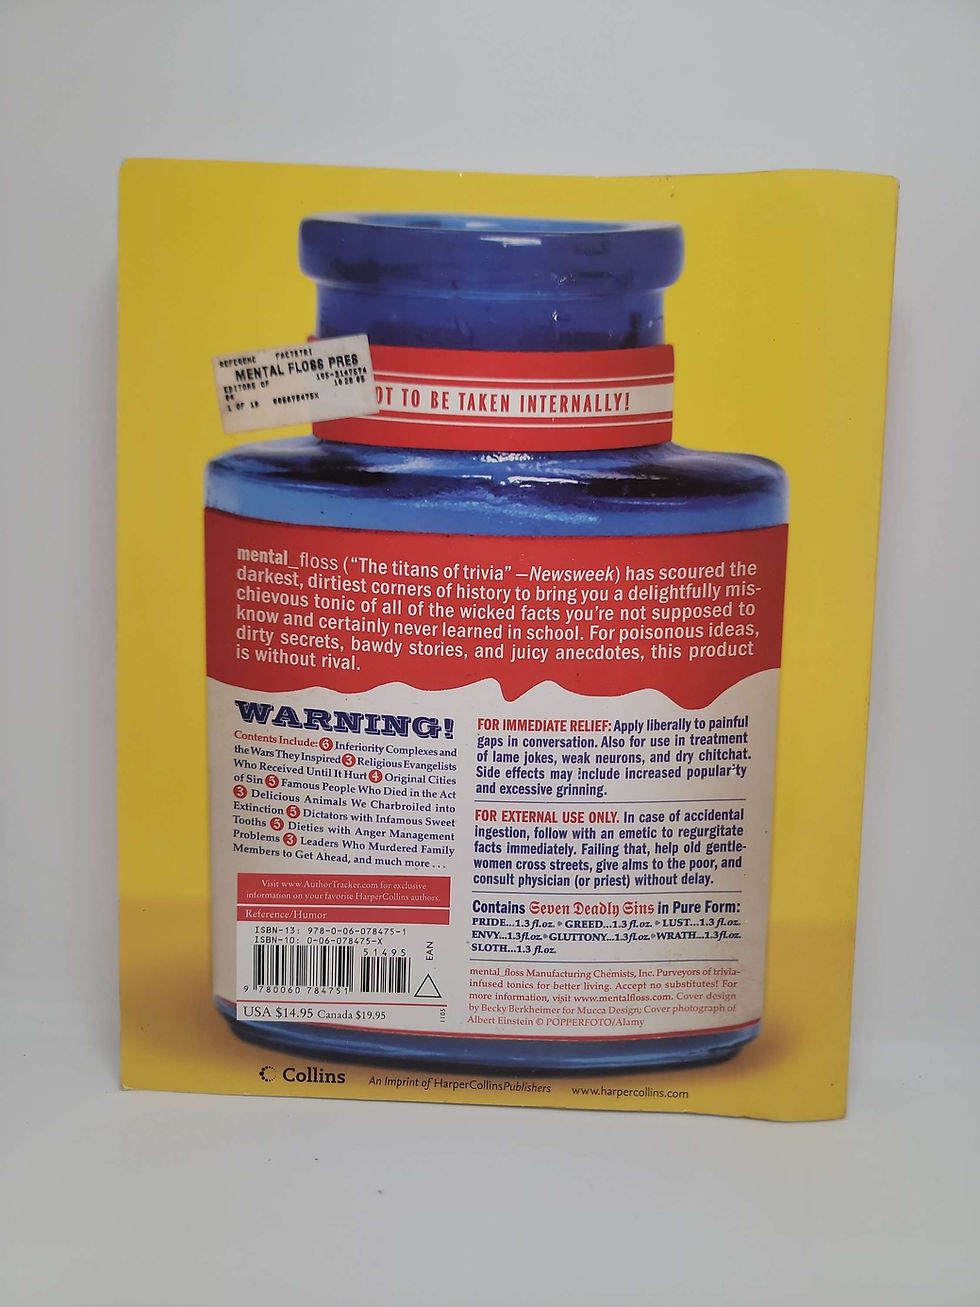 REFERENC FACTSTRI
MENTAL FLOSS PRES
EDITORS OF 195-2147574
04 10 28 05
1 OF 10 006078475X
OT TO BE TAKEN INTERNALLY!
mental_floss (“The titans of trivia” —Newsweek) has scoured the
darkest, dirtiest corners of history to bring you a delightfully mis-
chievous tonic of all of the wicked facts you’re not supposed to
know and certainly never learned in school. For poisonous ideas,
dirty secrets, bawdy stories, and juicy anecdotes, this product
is without rival.
WARNING!
Contents Include: 6 Inferiority Complexes and
the Wars They Inspired 3 Religious Evangelists
Who Received Until It Hurt 4 Original Cities
of Sin 5 Famous People Who Died in the Act
3 Delicious Animals We Charbroiled into
Extinction 5 Dictators with Infamous Sweet
Tooths 5 Dieties with Anger Management
Problems 3 Leaders Who Murdered Family
Members to Get Ahead, and much more . . .
Visit www.AuthorTracker.com for exclusive
information on your favorite HarperCollins authors.
Reference/Humor
ISBN-13: 978-0-06-078475-1
ISBN-10: 0-06-078475-X
51495
EAN
9 780060 784751
USA $14.95 Canada $19.95
1105
FOR IMMEDIATE RELIEF: Apply liberally to painful
gaps in conversation. Also for use in treatment
of lame jokes, weak neurons, and dry chitchat.
Side effects may include increased popularity
and excessive grinning.
FOR EXTERNAL USE ONLY. In case of accidental
ingestion, follow with an emetic to regurgitate
facts immediately. Failing that, help old gentle-
women cross streets, give alms to the poor, and
consult physician (or priest) without delay.
Contains Seven Deadly Sins in Pure Form:
PRIDE...1.3 fl.oz. GREED...1.3 fl.oz. LUST...1.3 fl.oz.
ENVY...1.3 fl.oz. GLUTTONY...1.3 fl.oz. WRATH...1.3 fl.oz.
SLOTH...1.3 fl.oz.
mental_floss Manufacturing Chemists, Inc. Purveyors of trivia-
infused tonics for better living. Accept no substitutes! For
more information, visit www.mentalfloss.com. Cover design
by Becky Berkheimer for Mucca Design; Cover photograph of
Albert Einstein © POPPERFOTO/Alamy
Collins An Imprint of HarperCollinsPublishers www.harpercollins.com